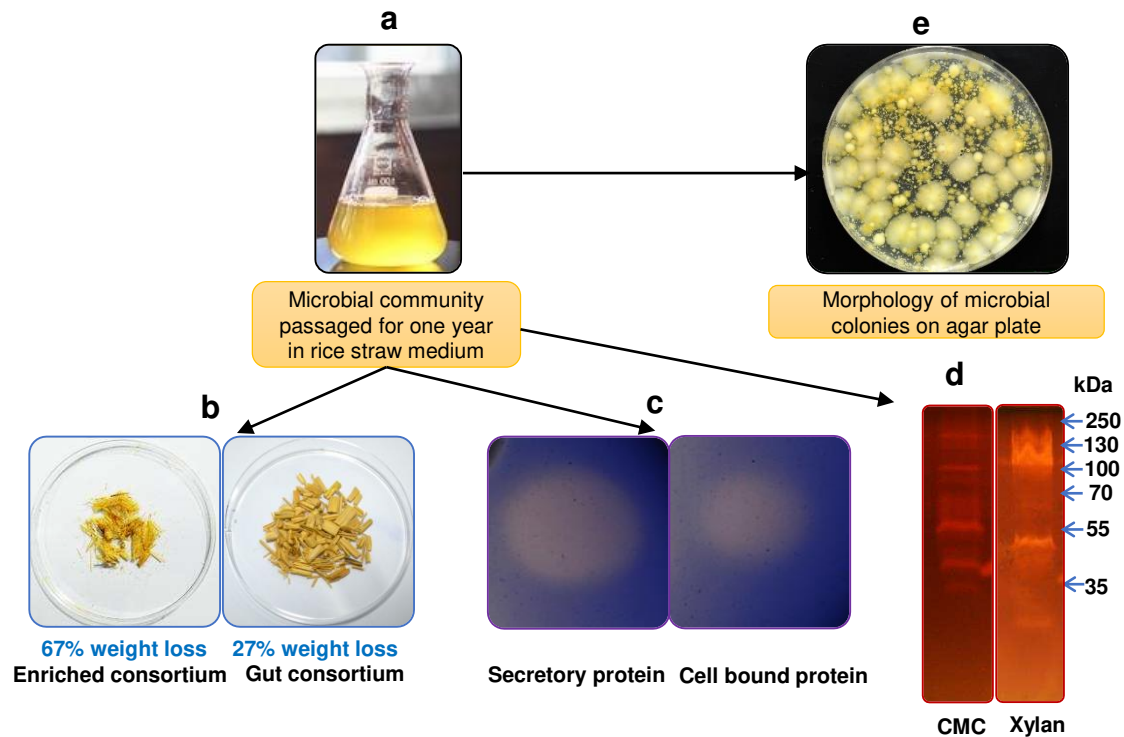 a
e
Microbial community
passaged for one year
in rice straw medium
Morphology of microbial
colonies on agar plate
b
c
d
kDa
250
130
100
70
55
35
67% weight loss
Enriched consortium
27% weight loss
Gut consortium
Secretory protein
Cell bound protein
CMC
Xylan